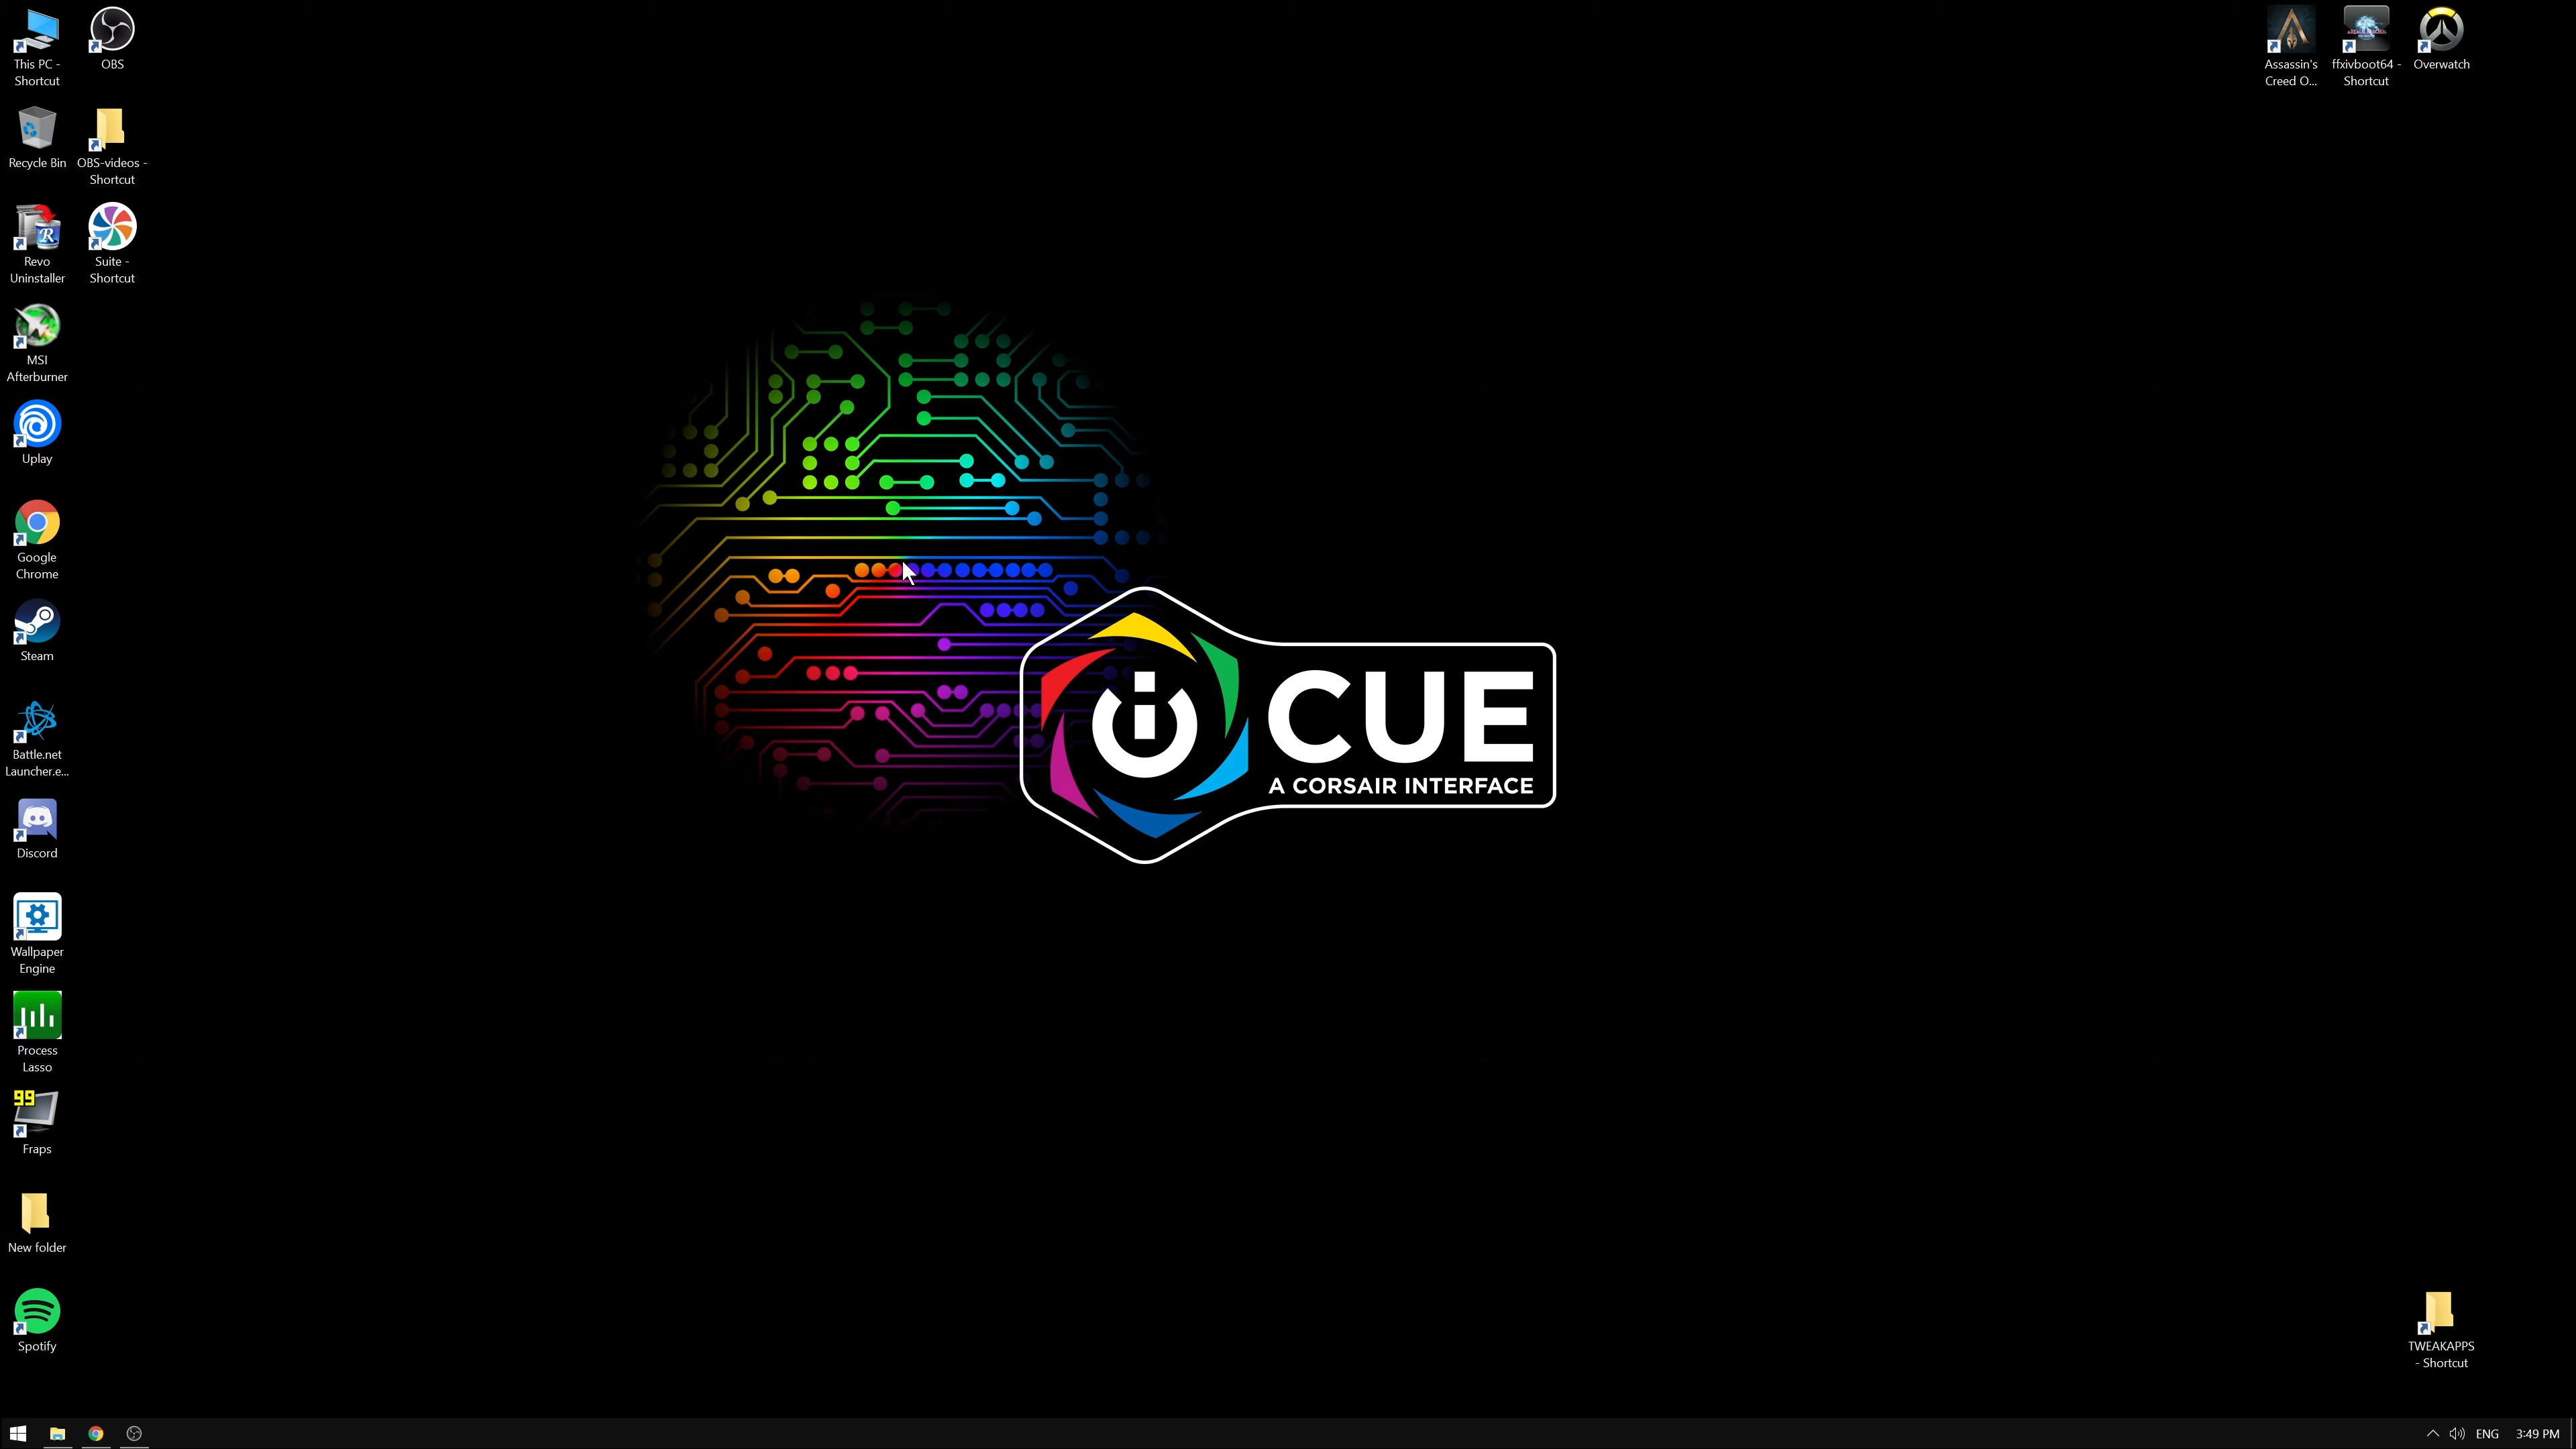 This PC -
Shortcut
OBS
Recycle Bin
OBS-videos -
Shortcut
Revo
Uninstaller
Suite -
Shortcut
MSI
Afterburner
Uplay
Google
Chrome
Steam
Battle.net
Launcher.e...
Discord
Wallpaper
Engine
Process
Lasso
99
Fraps
New folder
Spotify
Assassin's
Creed O...
ffxivboot64 -
Shortcut
Overwatch
iCUE
A CORSAIR INTERFACE
TWEAKAPPS
- Shortcut
ENG
3:49 PM